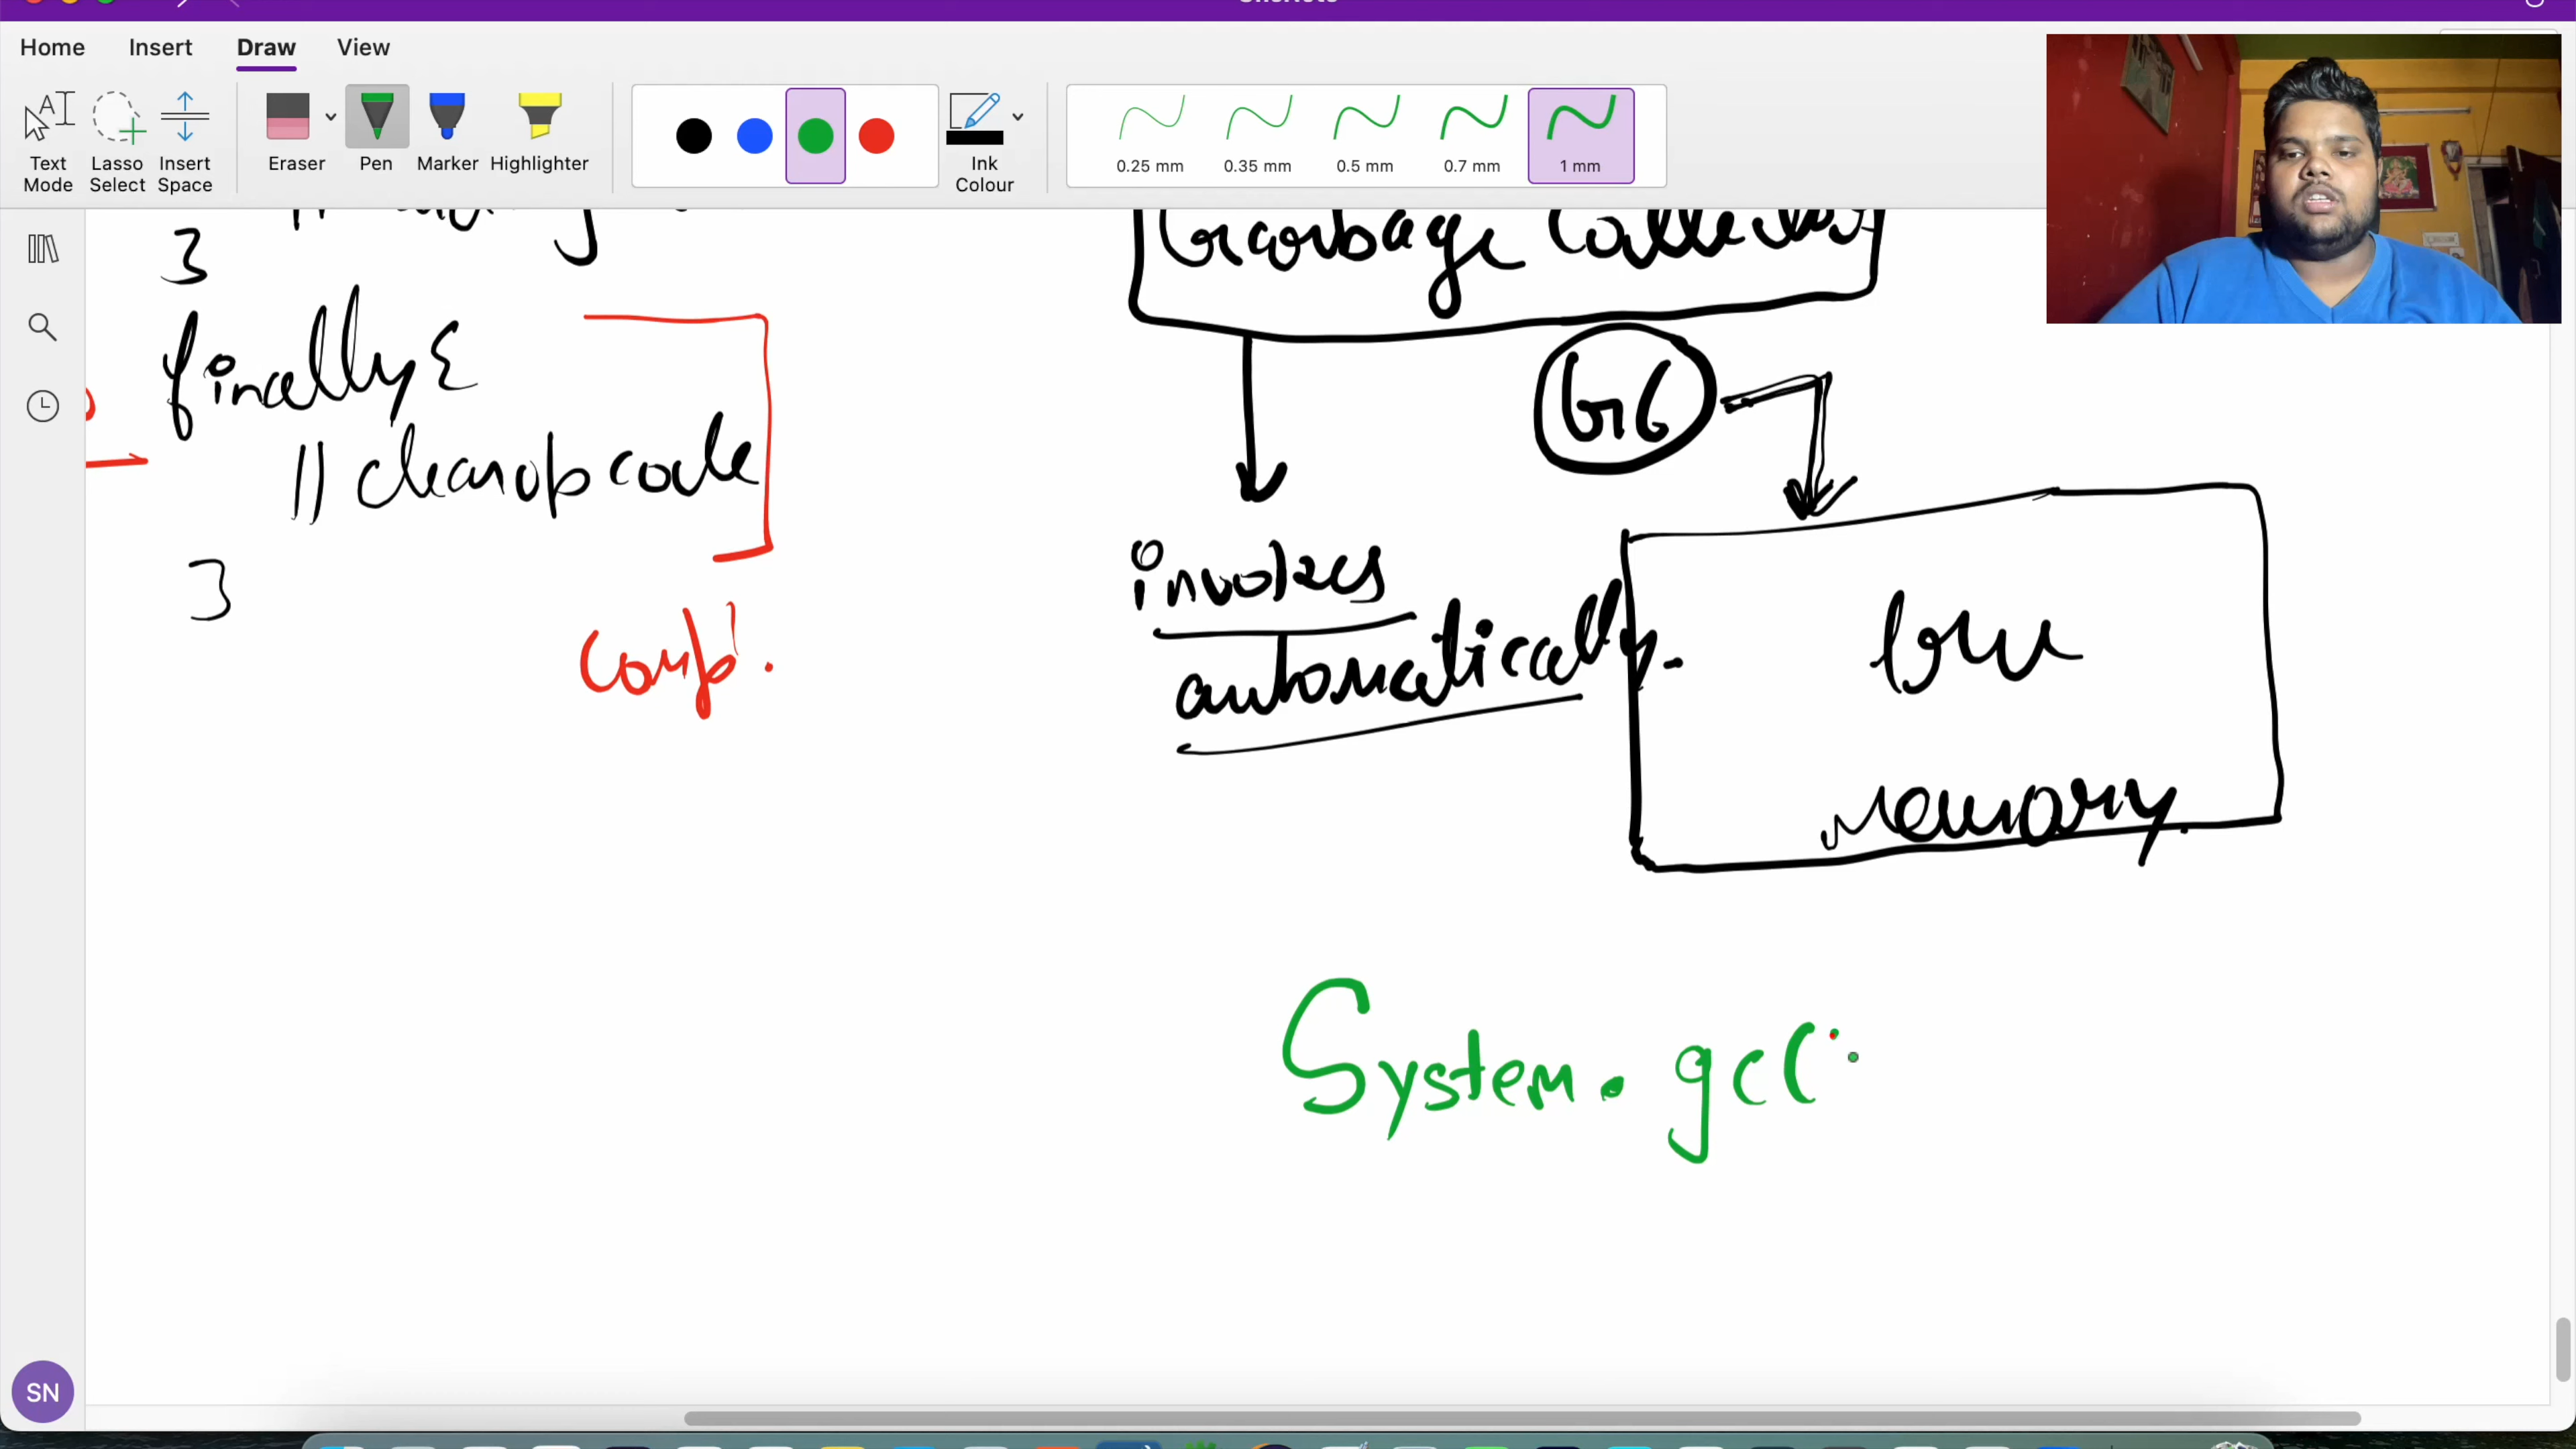 Home Insert Draw View
Text Mode
Lasso Select
Insert Space
Eraser
Pen
Marker
Highlighter
Ink Colour
0.25 mm
0.35 mm
0.5 mm
0.7 mm
1 mm
}
finally {
// cleanup code
}
Comp.
Garbage Collector
GC
invokes
automatically.
low
memory.
System.gc(
SN